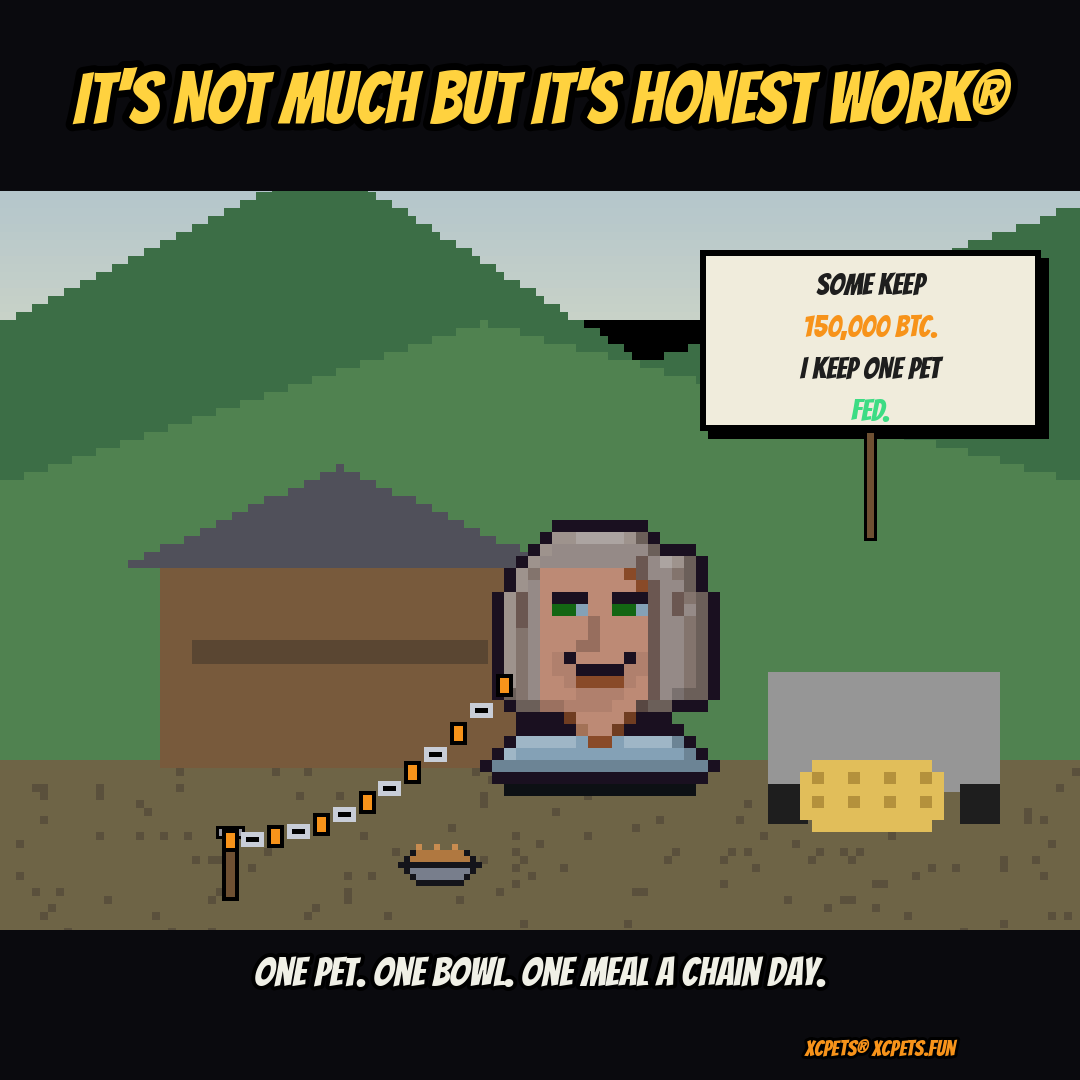 IT'S NOT MUCH BUT IT'S HONEST WORK®
SOME KEEP
150,000 BTC.
I KEEP ONE PET
FED.
ONE PET. ONE BOWL. ONE MEAL A CHAIN DAY.
XCPETS® XCPETS.FUN